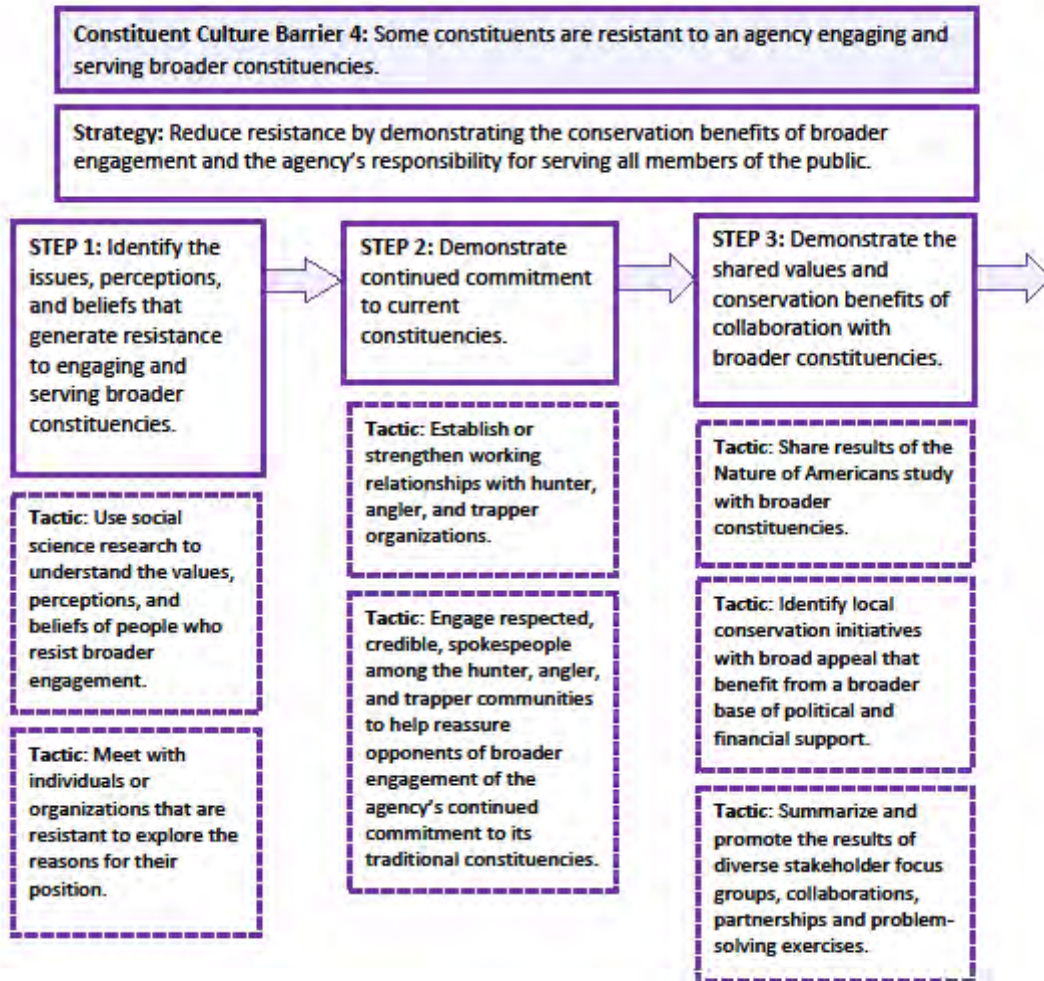 Constituent Culture Barrier 4: Some constituents are resistant to an agency engaging and
serving broader constituencies.
Strategy: Reduce resistance by demonstrating the conservation benefits of broader
engagement and the agency's responsibility for serving all members of the public.
STEP 1: Identify the
issues, perceptions,
and beliefs that
generate resistance
to engaging and
serving broader
constituencies.
Tactic: Use social
science research to
understand the values,
perceptions, and
beliefs of people who
resist broader
engagement.
Tactic: Meet with
individuals or
organizations that are
resistant to explore the
reasons for their
position.
STEP 2: Demonstrate
continued commitment
to current
constituencies.
Tactic: Establish or
strengthen working
relationships with hunter,
angler, and trapper
organizations.
Tactic: Engage respected,
credible, spokespeople
among the hunter, angler,
and trapper communities
to help reassure
opponents of broader
engagement of the
agency's continued
commitment to its
traditional constituencies.
STEP 3: Demonstrate the
shared values and
conservation benefits of
collaboration with
broader constituencies.
Tactic: Share results of the
Nature of Americans study
with broader
constituencies.
Tactic: Identify local
conservation initiatives
with broad appeal that
benefit from a broader
base of political and
financial support.
Tactic: Summarize and
promote the results of
diverse stakeholder focus
groups, collaborations,
partnerships and problem-
solving exercises.